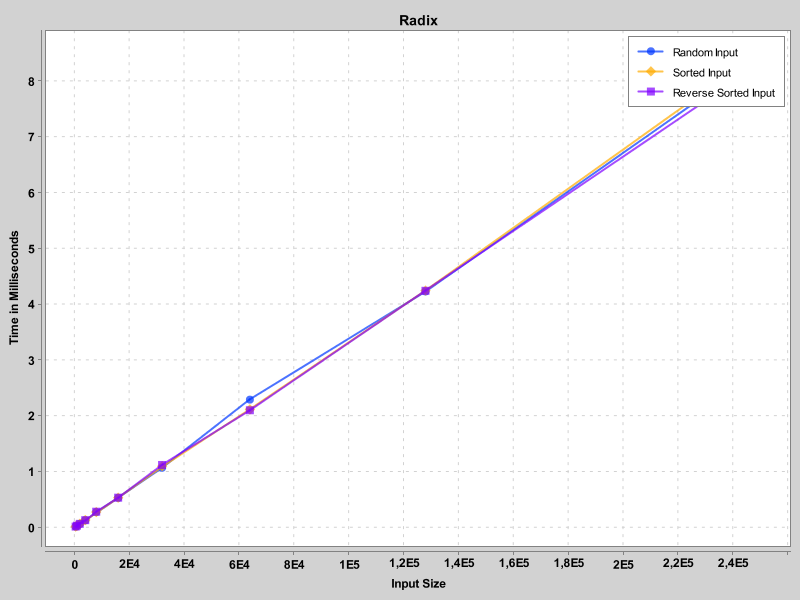 Radix
Random Input
Sorted Input
Reverse Sorted Input
8
7
6
5
4
3
2
1
0
Time in Milliseconds
0 2E4 4E4 6E4 8E4 1E5 1,2E5 1,4E5 1,6E5 1,8E5 2E5 2,2E5 2,4E5
Input Size